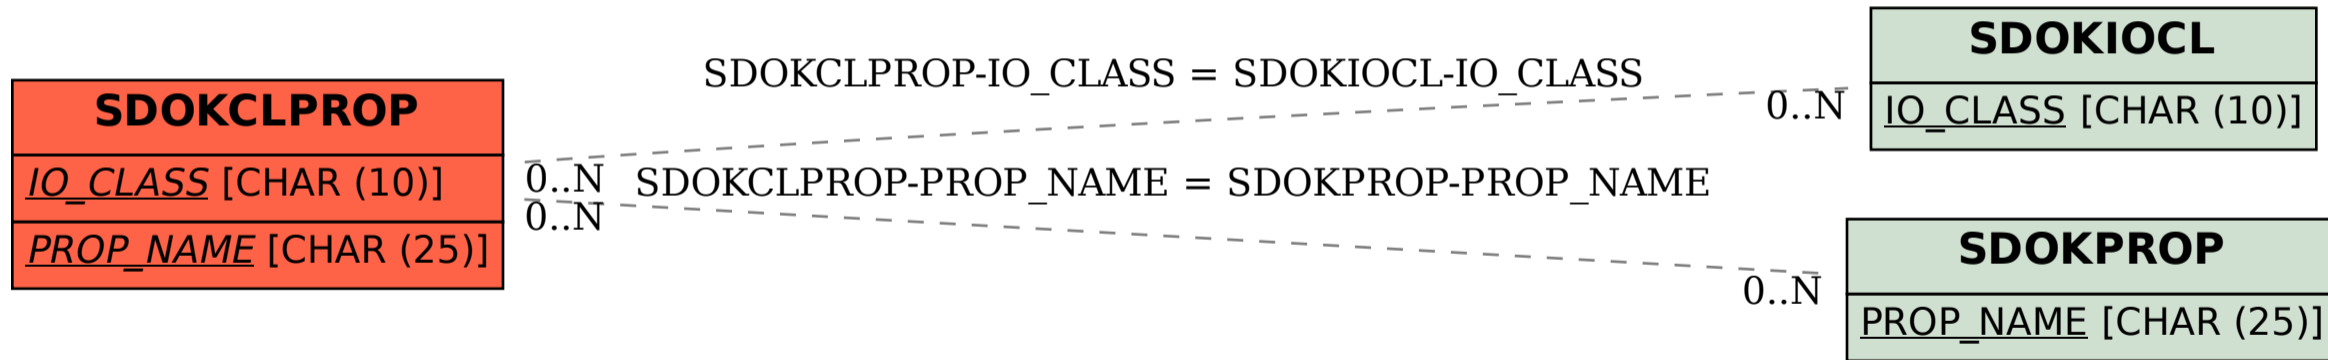 SDOKCLPROP
IO_CLASS [CHAR (10)]
PROP_NAME [CHAR (25)]
SDOKCLPROP-IO_CLASS = SDOKIOCL-IO_CLASS
0..N
0..N
SDOKCLPROP-PROP_NAME = SDOKPROP-PROP_NAME
0..N
0..N
SDOKIOCL
IO_CLASS [CHAR (10)]
SDOKPROP
PROP_NAME [CHAR (25)]